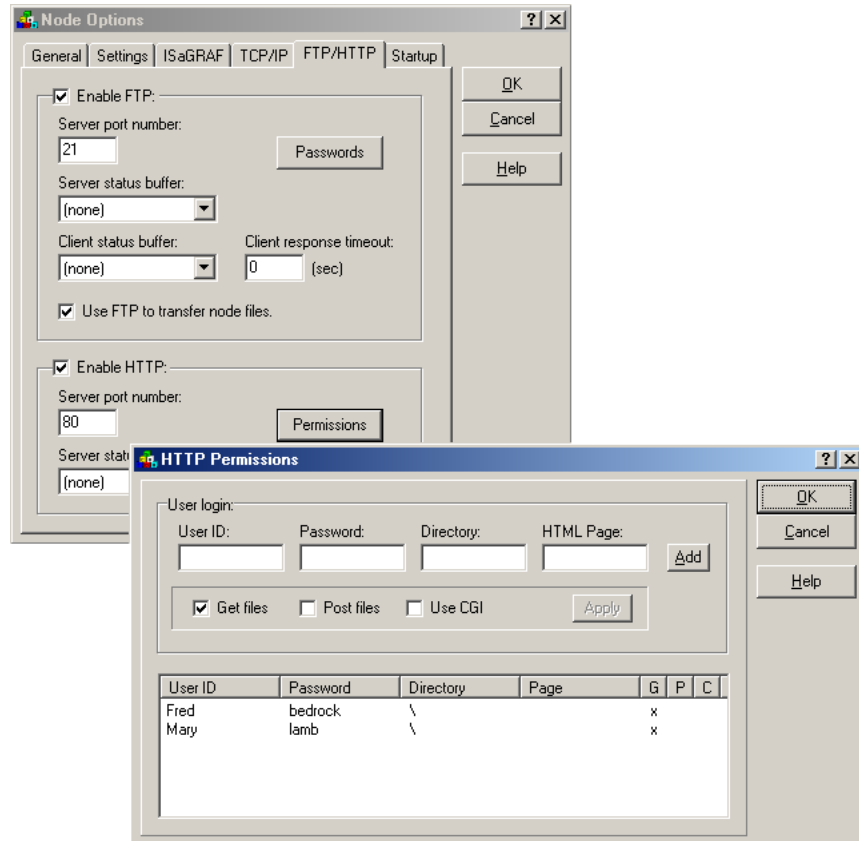 Node Options
General Settings ISaGRAF TCP/IP FTP/HTTP Startup
OK
Cancel
Help
Enable FTP:
Server port number:
21
Passwords
Server status buffer:
(none)
Client status buffer: Client response timeout:
(none) 0 (sec)
Use FTP to transfer node files.
Enable HTTP:
Server port number:
80
Permissions
Server stat
(none)
HTTP Permissions
OK
Cancel
Help
User login:
User ID: Password: Directory: HTML Page:
Add
Get files Post files Use CGI Apply
User ID Password Directory Page G P C
Fred bedrock \ x
Mary lamb \ x